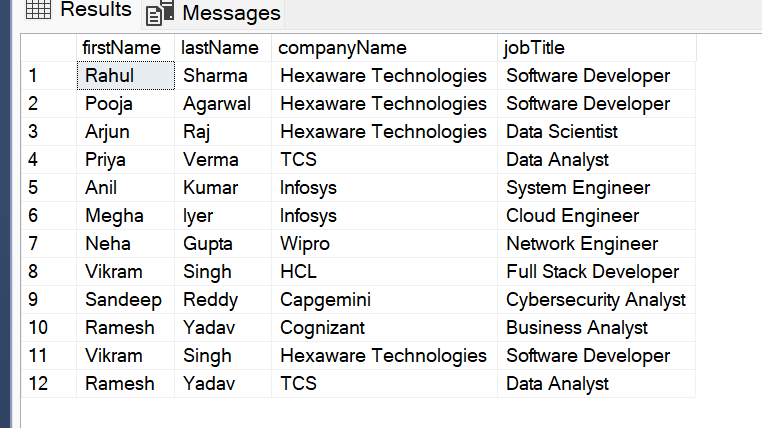 Results Messages
firstName lastName companyName jobTitle
1 Rahul Sharma Hexaware Technologies Software Developer
2 Pooja Agarwal Hexaware Technologies Software Developer
3 Arjun Raj Hexaware Technologies Data Scientist
4 Priya Verma TCS Data Analyst
5 Anil Kumar Infosys System Engineer
6 Megha Iyer Infosys Cloud Engineer
7 Neha Gupta Wipro Network Engineer
8 Vikram Singh HCL Full Stack Developer
9 Sandeep Reddy Capgemini Cybersecurity Analyst
10 Ramesh Yadav Cognizant Business Analyst
11 Vikram Singh Hexaware Technologies Software Developer
12 Ramesh Yadav TCS Data Analyst